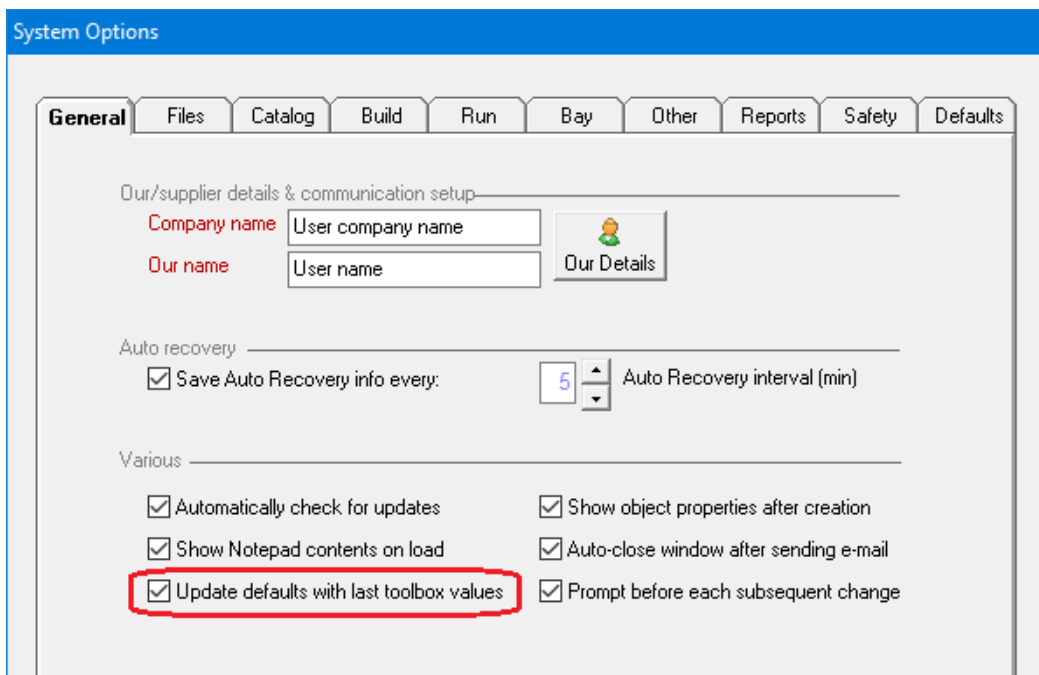 System Options
General Files Catalog Build Run Bay Other Reports Safety Defaults
Our/supplier details & communication setup
Company name User company name
Our name User name Our Details
Auto recovery
Save Auto Recovery info every: 5 Auto Recovery interval (min)
Various
Automatically check for updates Show object properties after creation
Show Notepad contents on load Auto-close window after sending e-mail
Update defaults with last toolbox values Prompt before each subsequent change